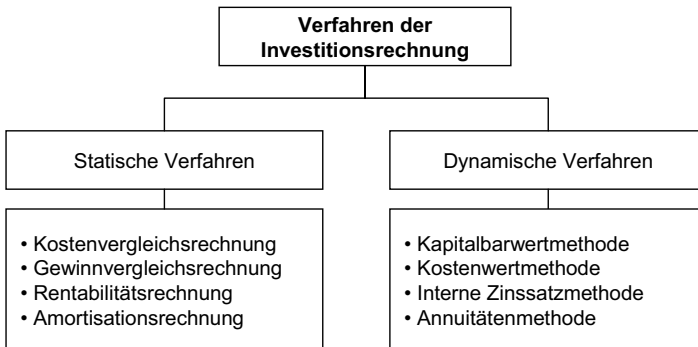 Verfahren der
Investitionsrechnung
Statische Verfahren
Dynamische Verfahren
• Kostenvergleichsrechnung
• Gewinnvergleichsrechnung
• Rentabilitätsrechnung
• Amortisationsrechnung
• Kapitalbarwertmethode
• Kostenwertmethode
• Interne Zinssatzmethode
• Annuitätenmethode